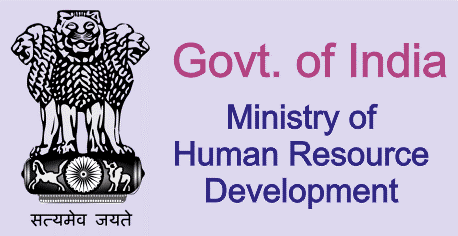 Govt. of India
Ministry of
Human Resource
Development
सत्यमेव जयते